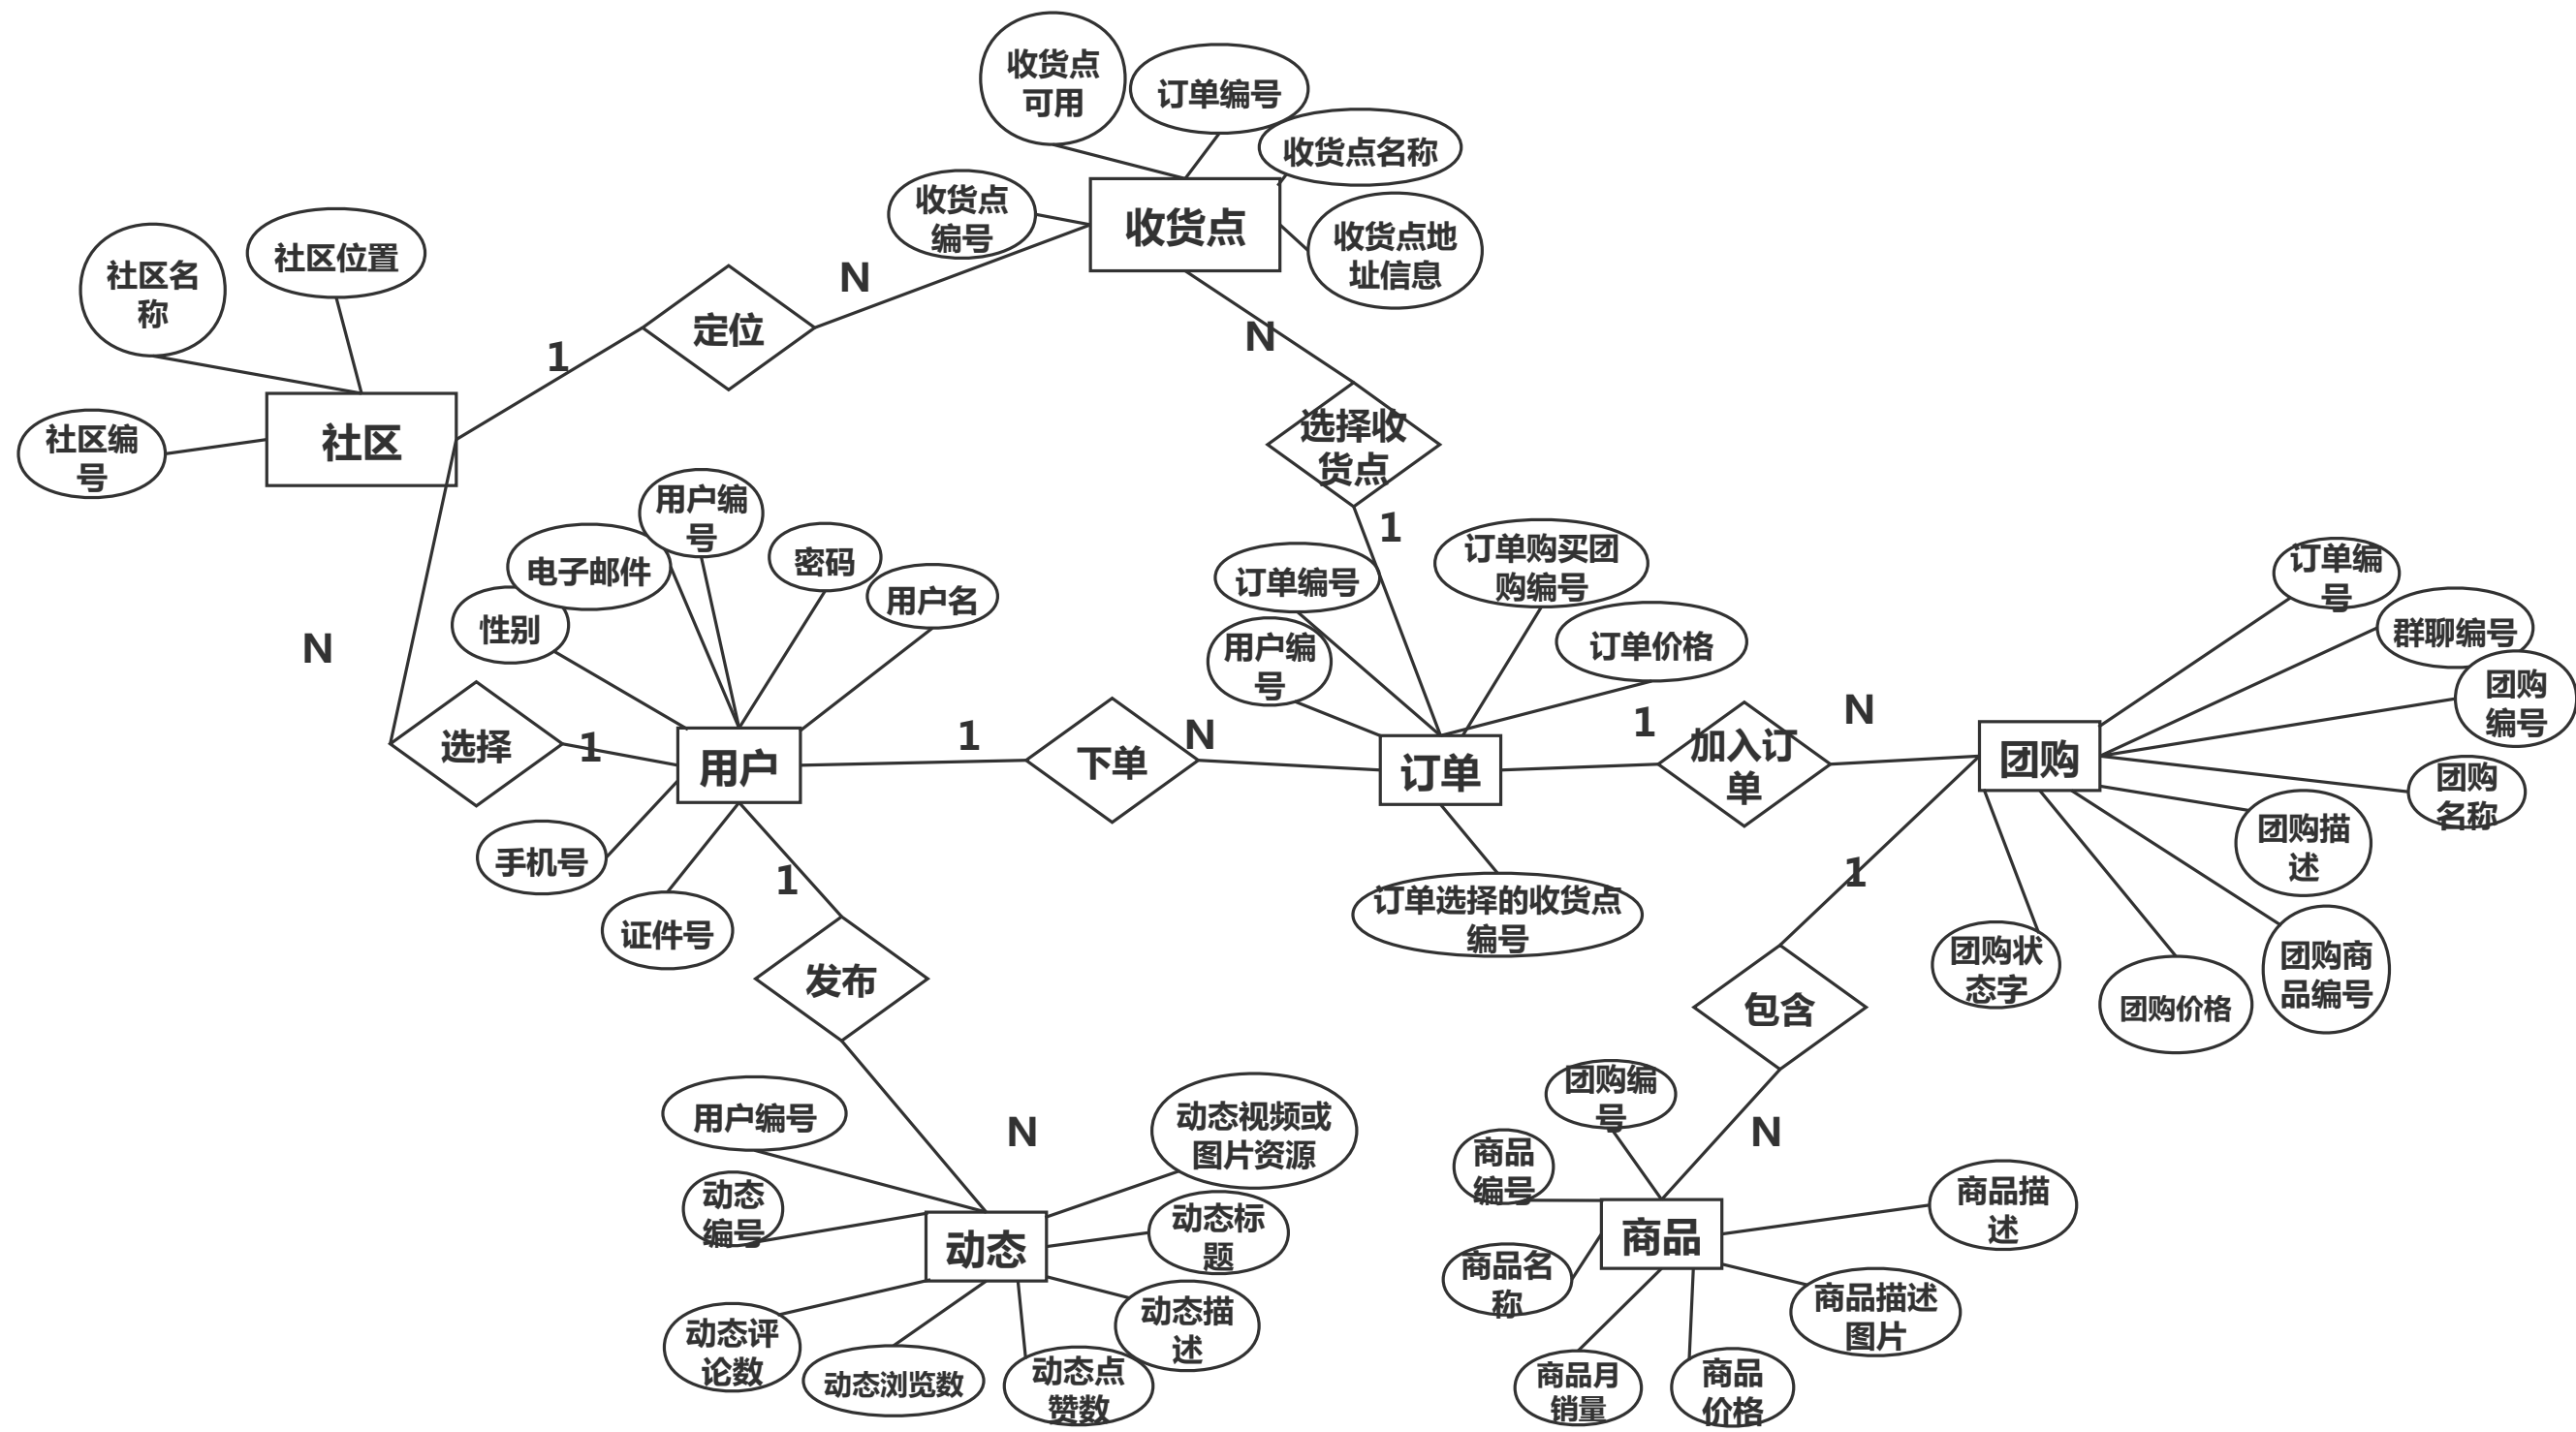 收货点
可用
订单编号
收货点名称
收货点
编号
收货点
收货点地
址信息
社区名
称
社区位置
定位
N
1
N
社区编
号
社区
选择收
货点
1
用户编
号
电子邮件
密码
用户名
性别
N
订单编号
订单购买团
购编号
用户编
号
订单价格
订单编
号
群聊编号
团购
编号
选择
1
用户
1
下单
N
订单
1
加入订
单
N
团购
团购
名称
团购描
述
手机号
证件号
1
订单选择的收货点
编号
1
团购状
态字
团购价格
团购商
品编号
发布
包含
用户编号
N
动态视频或
图片资源
团购编
号
N
商品
编号
动态
编号
动态
动态标
题
商品名
称
商品
商品描
述
动态评
论数
动态浏览数
动态点
赞数
动态描
述
商品月
销量
商品
价格
商品描述
图片